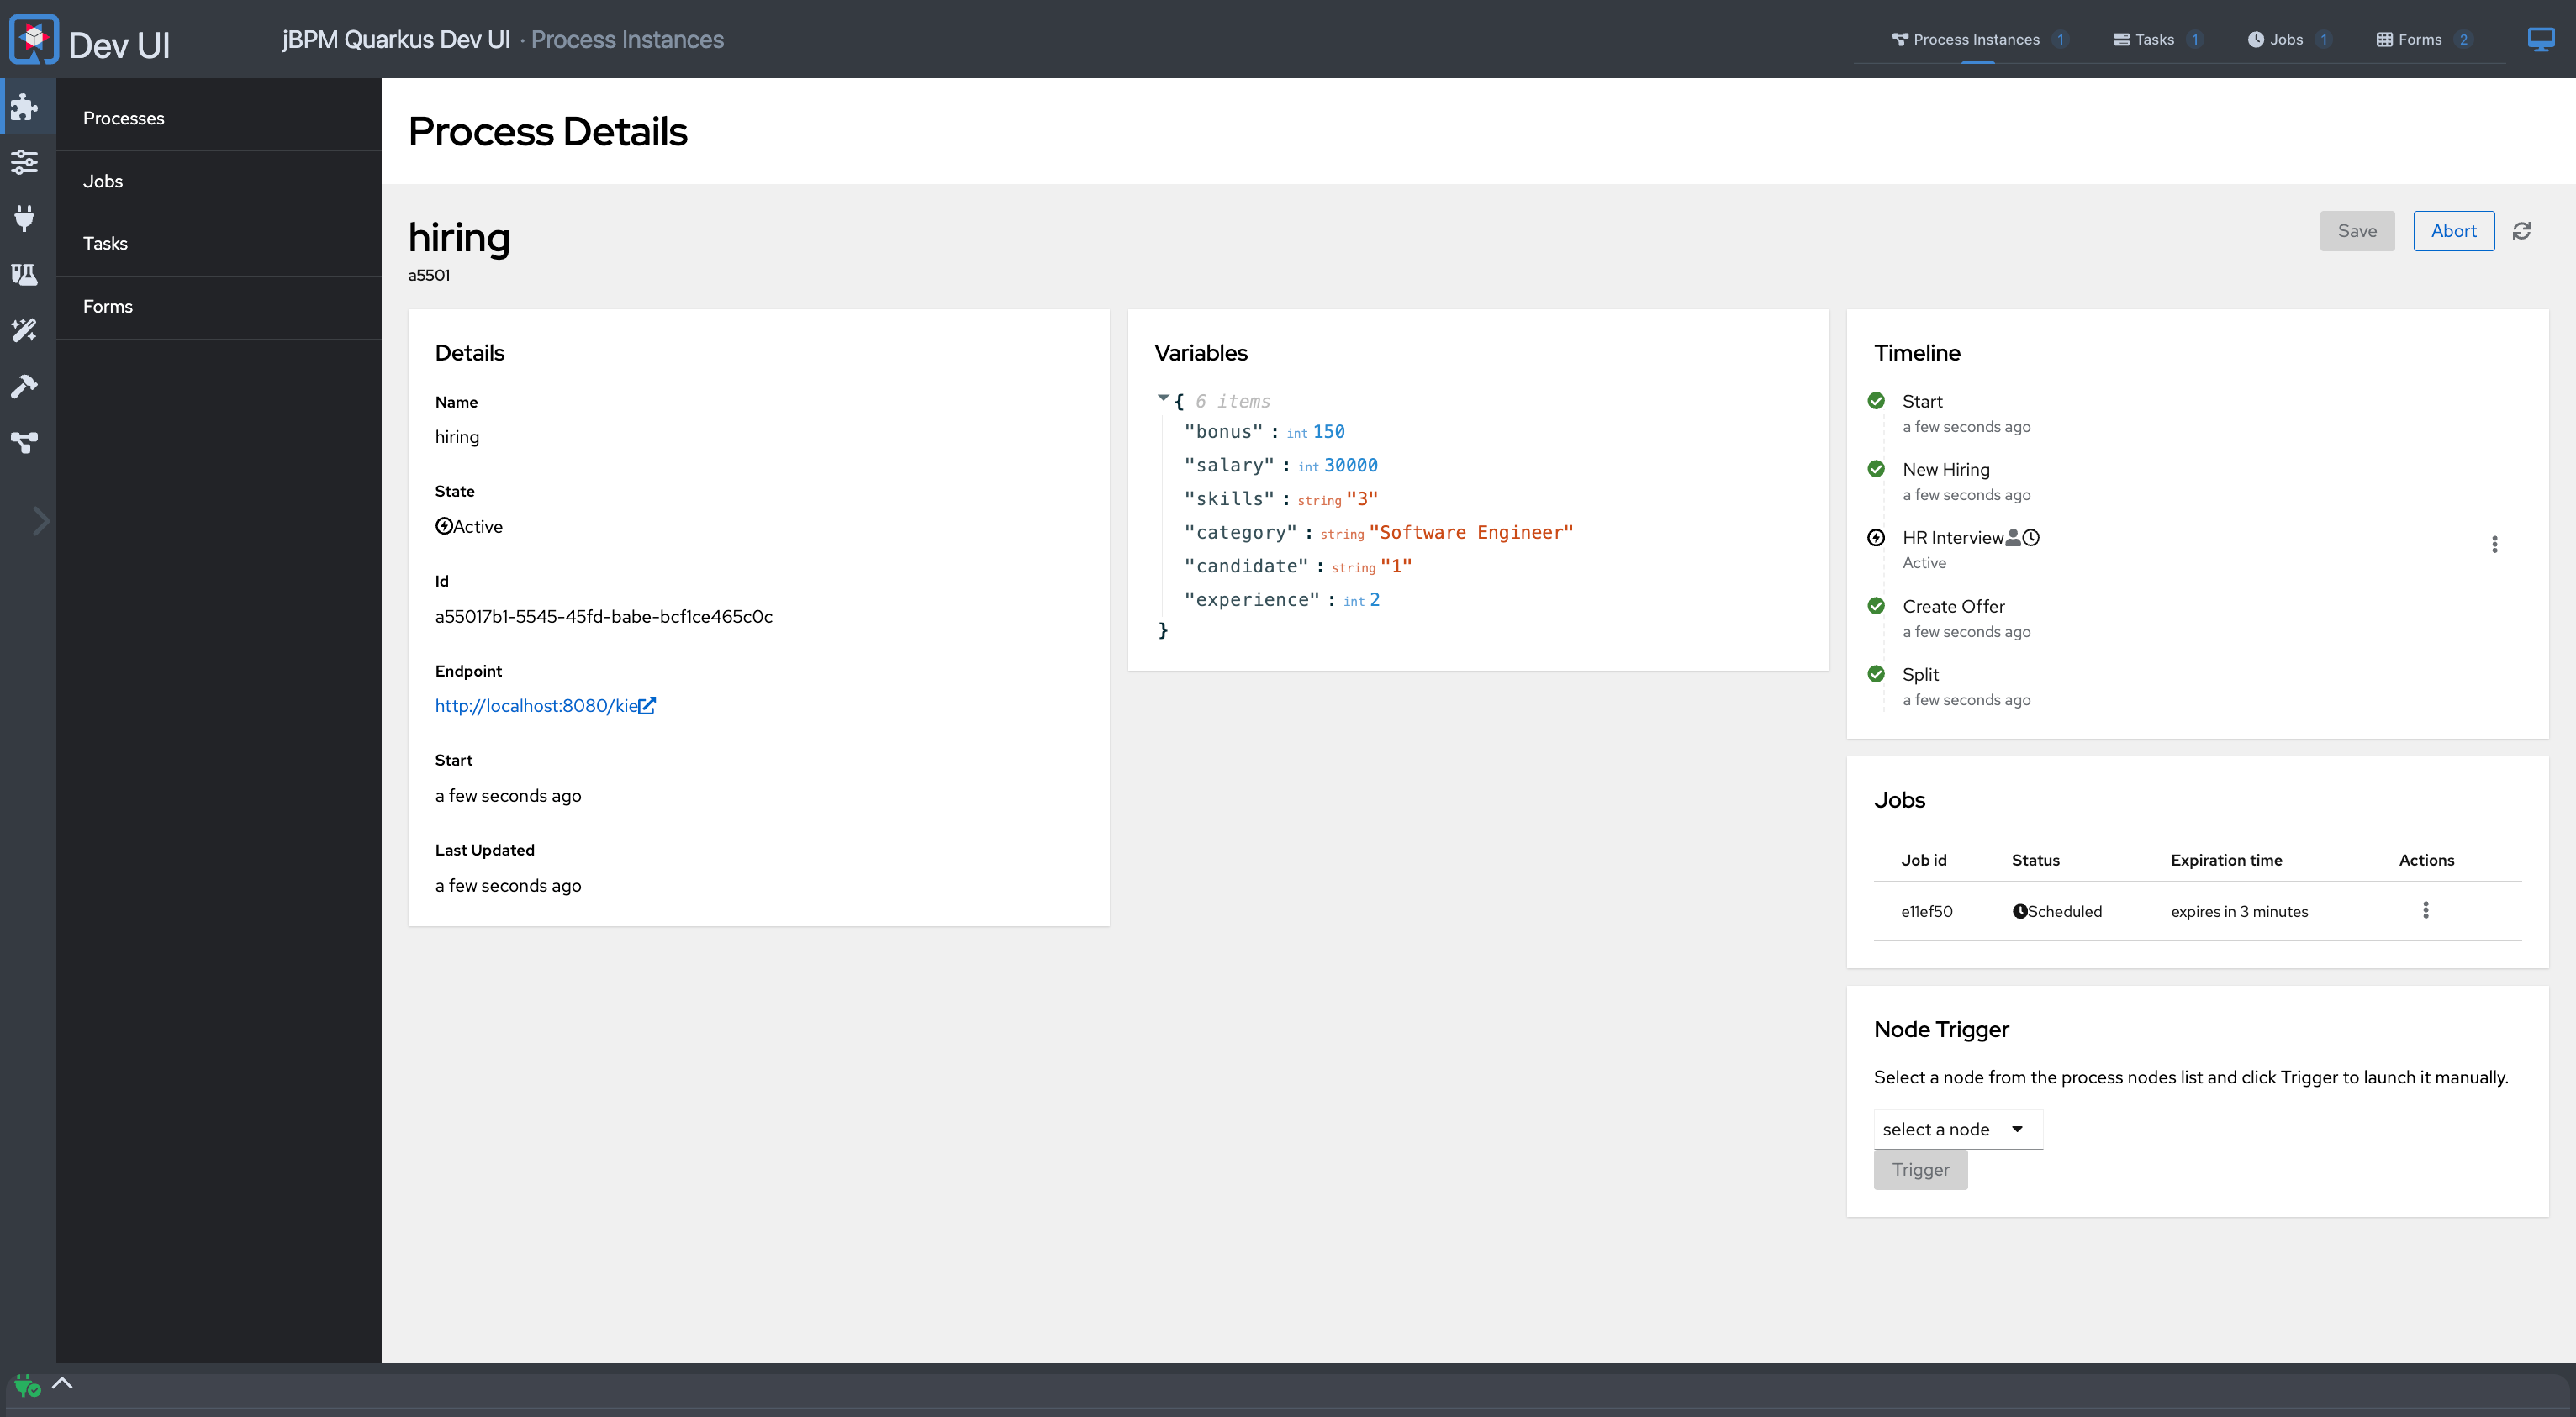 Dev UI
jBPM Quarkus Dev UI · Process Instances
Process Instances 1
Tasks 1
Jobs 1
Forms 2
Processes
Jobs
Tasks
Forms
Process Details
hiring
a5501
Save
Abort
Details
Name
hiring
State
Active
Id
a55017b1-5545-45fd-babe-bcf1ce465c0c
Endpoint
http://localhost:8080/kie
Start
a few seconds ago
Last Updated
a few seconds ago
Variables
{ 6 items
"bonus" : int 150
"salary" : int 30000
"skills" : string "3"
"category" : string "Software Engineer"
"candidate" : string "1"
"experience" : int 2
}
Timeline
Start
a few seconds ago
New Hiring
a few seconds ago
HR Interview
Active
Create Offer
a few seconds ago
Split
a few seconds ago
Jobs
Job id Status Expiration time Actions
e11ef50 Scheduled expires in 3 minutes
Node Trigger
Select a node from the process nodes list and click Trigger to launch it manually.
select a node
Trigger